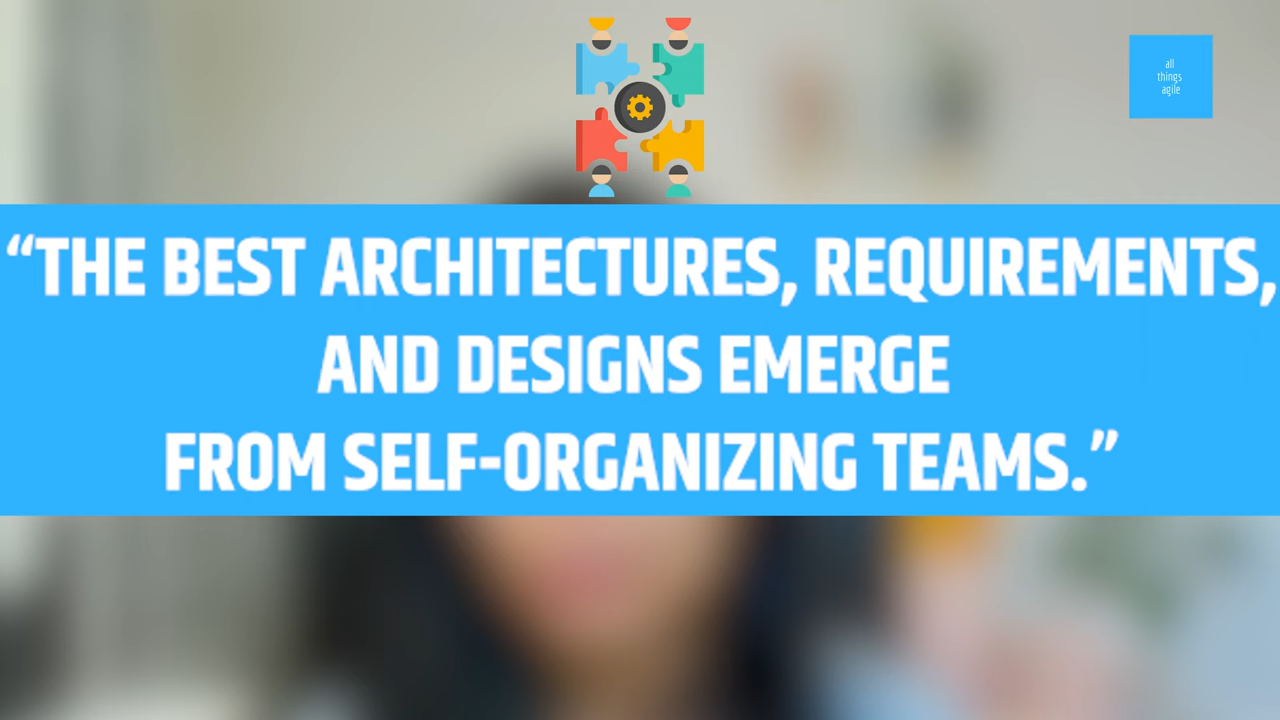 all
things
agile
“THE BEST ARCHITECTURES, REQUIREMENTS,
AND DESIGNS EMERGE
FROM SELF-ORGANIZING TEAMS.”